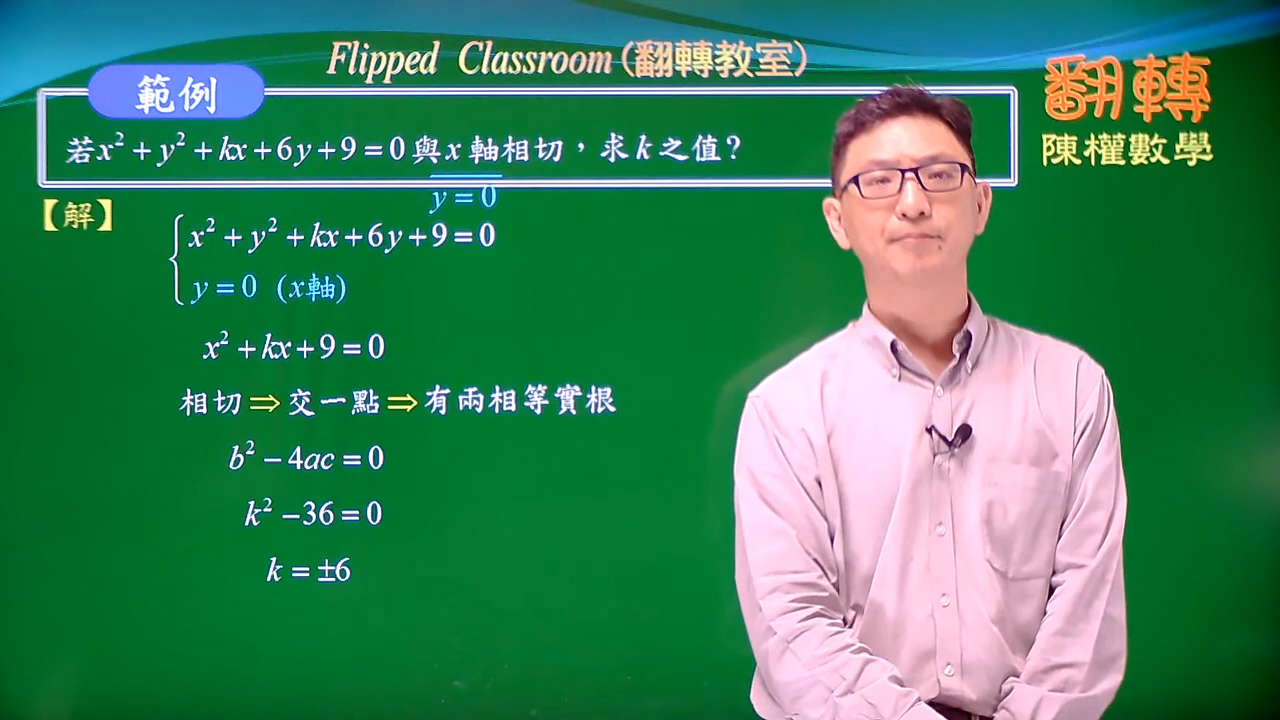 Flipped Classroom(翻轉教室)
翻轉
陳權數學
範例
若x²+y²+kx+6y+9=0與x軸相切，求k之值?
y=0
【解】
x²+y²+kx+6y+9=0
y=0 (x軸)
x²+kx+9=0
相切⇒交一點⇒有兩相等實根
b²−4ac=0
k²−36=0
k=±6